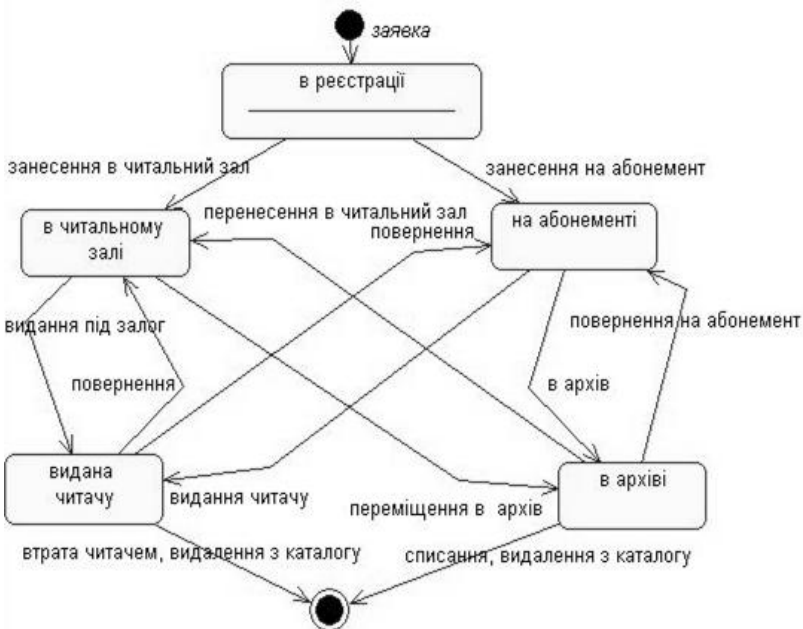 заявка
в реєстрації
занесення в читальний зал
занесення на абонемент
перенесення в читальний зал
повернення
в читальному
залі
на абонементі
видання під залог
повернення на абонемент
повернення
в архів
видана
читачу
видання читачу
переміщення в архів
в архіві
втрата читачем, видалення з каталогу
списання, видалення з каталогу